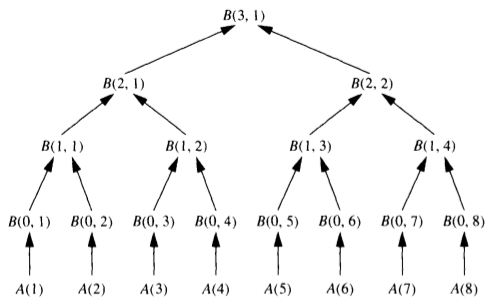 B(3, 1)
B(2, 1) B(2, 2)
B(1, 1) B(1, 2) B(1, 3) B(1, 4)
B(0, 1) B(0, 2) B(0, 3) B(0, 4) B(0, 5) B(0, 6) B(0, 7) B(0, 8)
A(1) A(2) A(3) A(4) A(5) A(6) A(7) A(8)